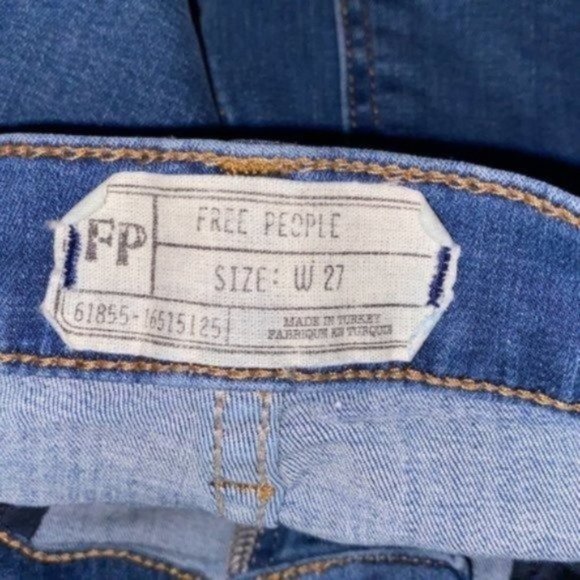 FP
FREE PEOPLE
SIZE: W 27
61855-16515125
MADE IN TURKEY
FABRIQUE EN TURQUIE